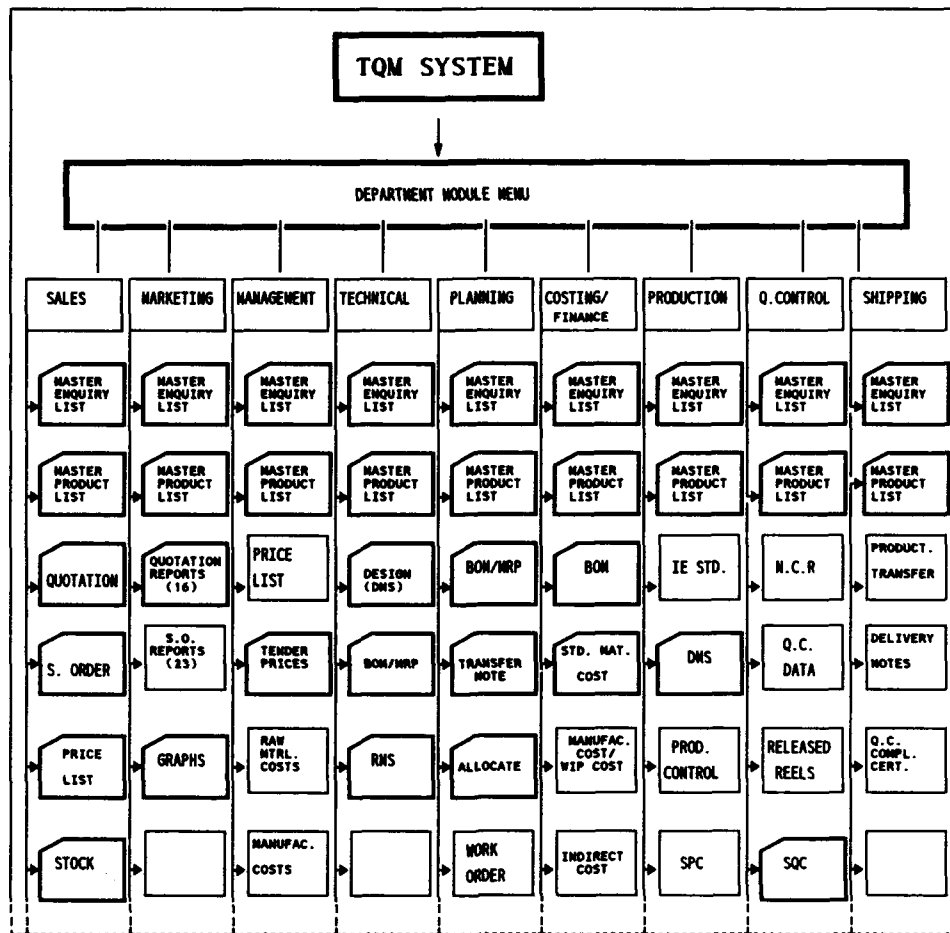 TQM SYSTEM
DEPARTMENT MODULE MENU
SALES
MARKETING
MANAGEMENT
TECHNICAL
PLANNING
COSTING/
FINANCE
PRODUCTION
Q.CONTROL
SHIPPING
MASTER
ENQUIRY
LIST
MASTER
ENQUIRY
LIST
MASTER
ENQUIRY
LIST
MASTER
ENQUIRY
LIST
MASTER
ENQUIRY
LIST
MASTER
ENQUIRY
LIST
MASTER
ENQUIRY
LIST
MASTER
ENQUIRY
LIST
MASTER
ENQUIRY
LIST
MASTER
PRODUCT
LIST
MASTER
PRODUCT
LIST
MASTER
PRODUCT
LIST
MASTER
PRODUCT
LIST
MASTER
PRODUCT
LIST
MASTER
PRODUCT
LIST
MASTER
PRODUCT
LIST
MASTER
PRODUCT
LIST
MASTER
PRODUCT
LIST
QUOTATION
QUOTATION
REPORTS
(16)
PRICE
LIST
DESIGN
(DMS)
BOM/MRP
BOM
IE STD.
N.C.R
PRODUCT.
TRANSFER
S. ORDER
S.O.
REPORTS
(23)
TENDER
PRICES
BOM/MRP
TRANSFER
NOTE
STD. MAT.
COST
DMS
Q.C.
DATA
DELIVERY
NOTES
PRICE
LIST
GRAPHS
RAW
MTRL.
COSTS
RMS
ALLOCATE
MANUFAC.
COST/
WIP COST
PROD.
CONTROL
RELEASED
REELS
Q.C.
COMPL.
CERT.
STOCK
MANUFAC.
COSTS
WORK
ORDER
INDIRECT
COST
SPC
SQC